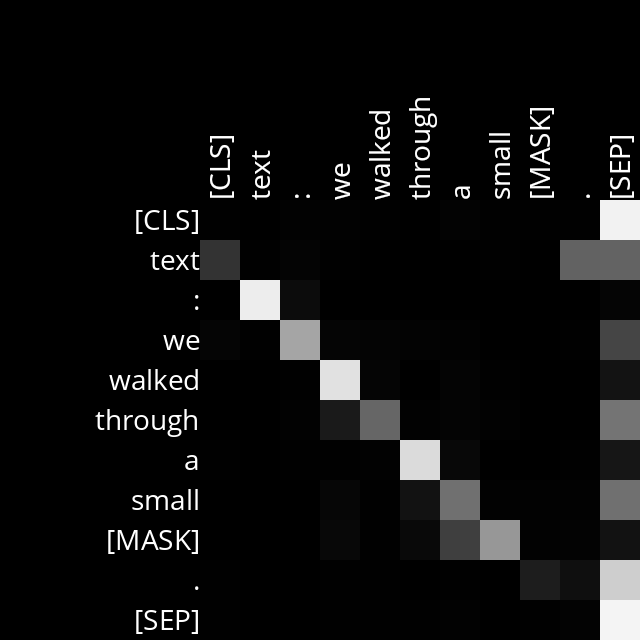 [CLS] text : we walked through a small [MASK] . [SEP]
[CLS]
text
:
we
walked
through
a
small
[MASK]
.
[SEP]